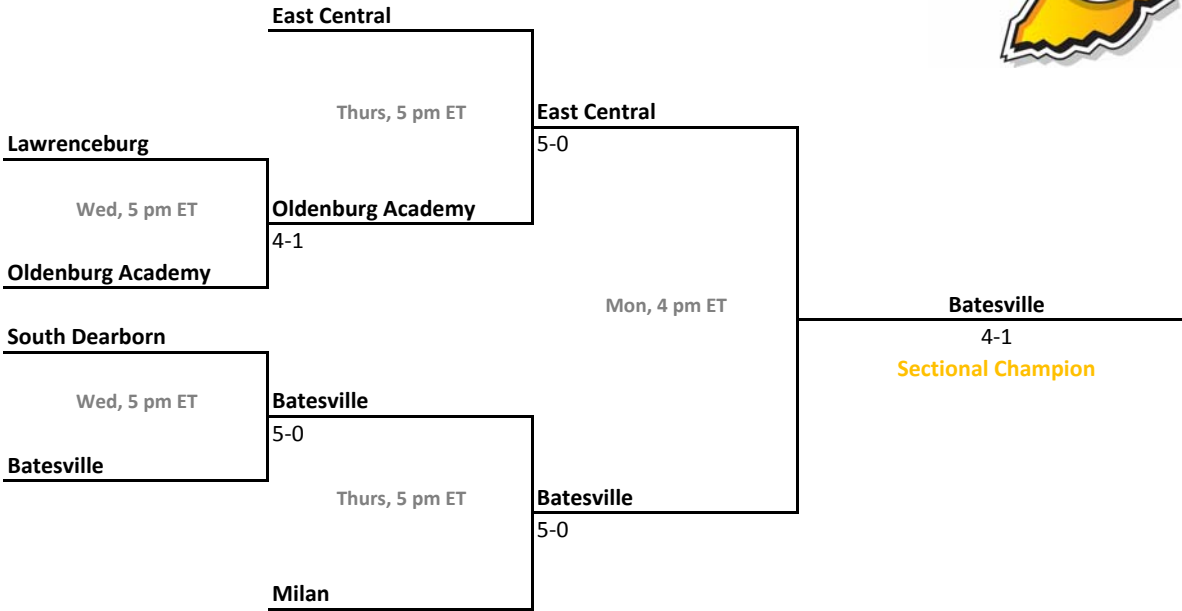 East Central
Thurs, 5 pm ET
East Central
Lawrenceburg
5-0
Wed, 5 pm ET
Oldenburg Academy
4-1
Oldenburg Academy
Mon, 4 pm ET
Batesville
South Dearborn
4-1
Sectional Champion
Wed, 5 pm ET
Batesville
5-0
Batesville
Thurs, 5 pm ET
Batesville
5-0
Milan